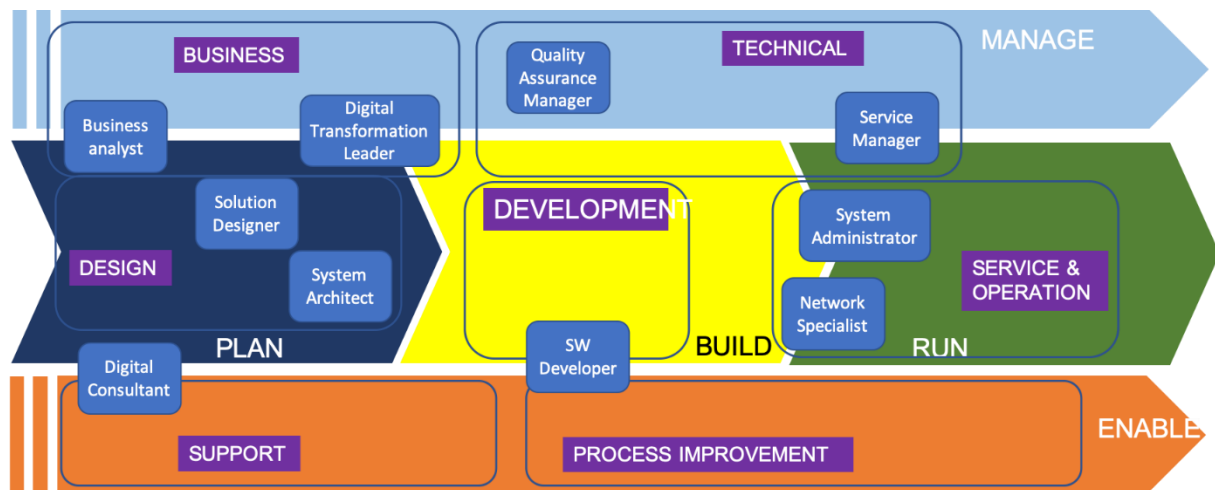 BUSINESS
TECHNICAL
MANAGE
Quality
Assurance
Manager
Business
analyst
Digital
Transformation
Leader
Service
Manager
Solution
Designer
DEVELOPMENT
System
Administrator
DESIGN
System
Architect
SERVICE &
OPERATION
Network
Specialist
PLAN
BUILD
RUN
Digital
Consultant
SW
Developer
ENABLE
SUPPORT
PROCESS IMPROVEMENT